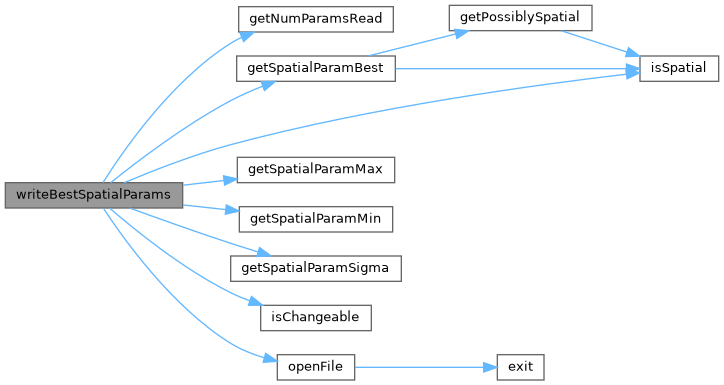 getNumParamsRead
getPossiblySpatial
getSpatialParamBest
isSpatial
getSpatialParamMax
writeBestSpatialParams
getSpatialParamMin
getSpatialParamSigma
isChangeable
openFile
exit